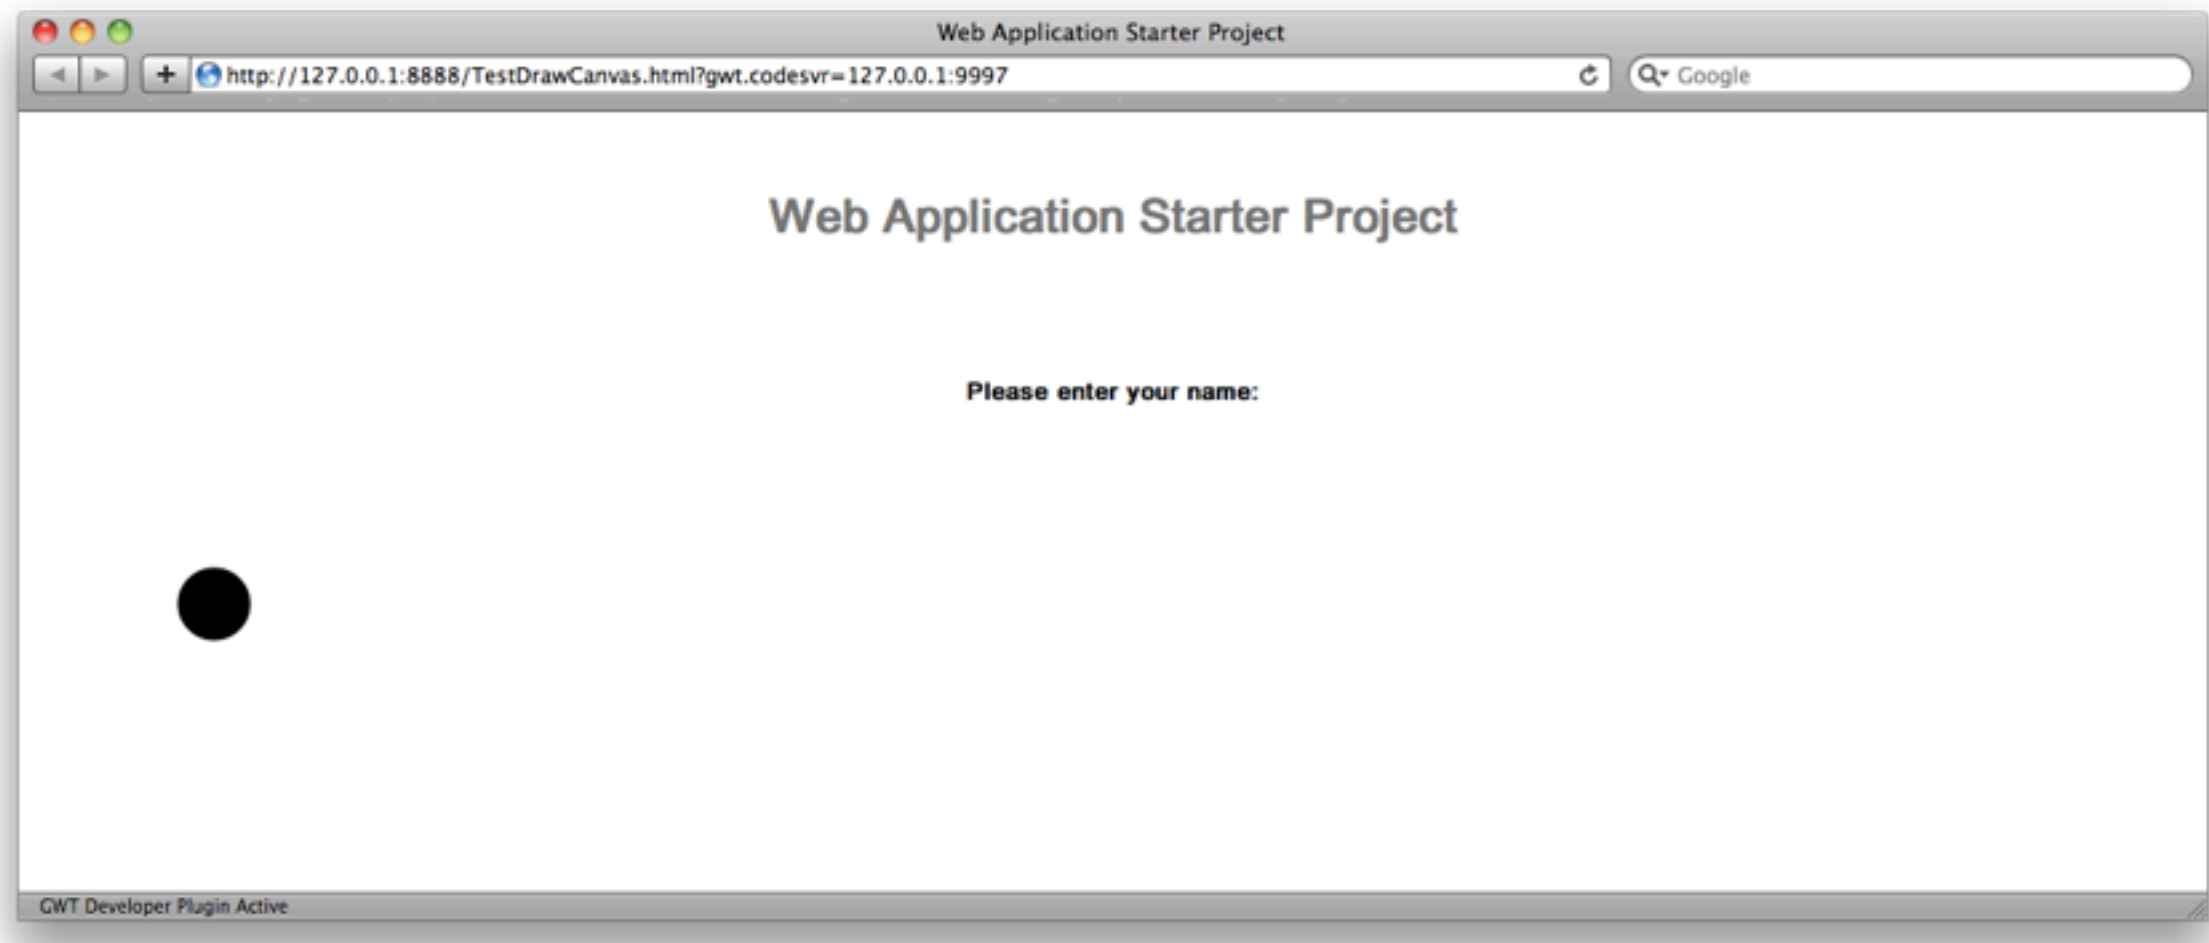 Web Application Starter Project
http://127.0.0.1:8888/TestDrawCanvas.html?gwt.codesvr=127.0.0.1:9997
Google
Web Application Starter Project
Please enter your name:
GWT Developer Plugin Active